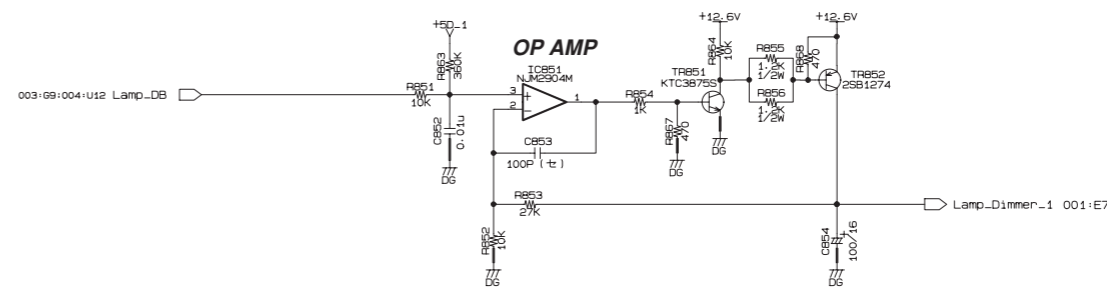 +12.6V
+12.6V
+5D_1
OP AMP
R863
360K
R864
10K
R855
1.2K
1/2W
R868
470
IC851
NJM2904M
TR851
KTC3875S
TR852
2SB1274
003:G9:004:U12 Lamp_DB
R851
10K
3
2
1
+
-
R854
1K
R856
1.2K
1/2W
C852
0.01u
R867
470
C853
100P (セ)
DG
DG
DG
R853
27K
Lamp_Dimmer_1 001:E7
R852
10K
C854
+
100/16
DG
DG